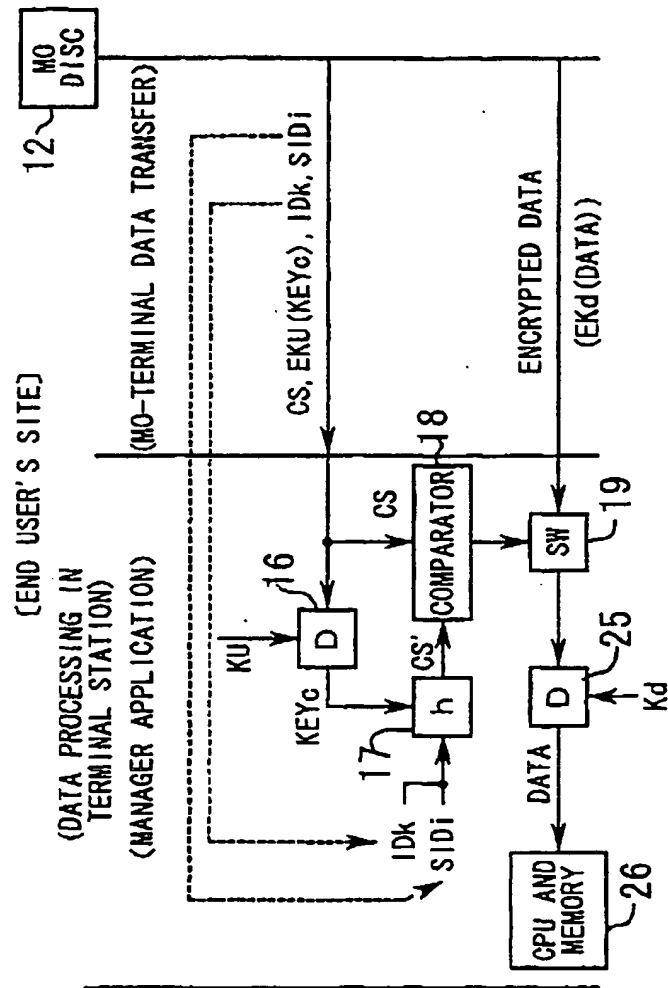 [END USER'S SITE]
(DATA PROCESSING IN
TERMINAL STATION)
(MANAGER APPLICATION)
(MO-TERMINAL DATA TRANSFER)
MO
DISC
12
CS, EKU(KEYc), IDk, SIDi
KU
D
16
KEYc
CS
IDk
SIDi
17
h
CS'
COMPARATOR
18
ENCRYPTED DATA
(EKd(DATA))
SW
19
D
25
Kd
DATA
CPU AND
MEMORY
26